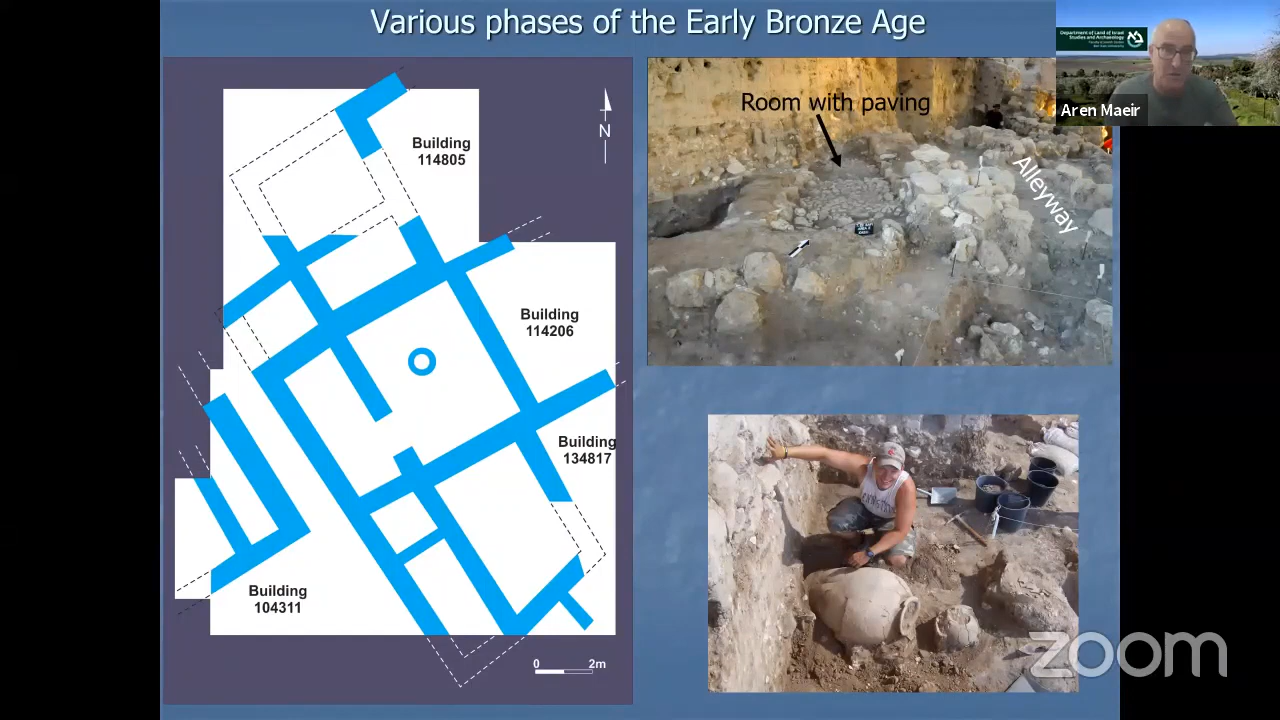 Various phases of the Early Bronze Age
Department of Land of Israel
Studies and Archaeology
Aren Maeir
Room with paving
Alleyway
N
Building
114805
Building
114206
Building
134817
Building
104311
0 2m
zoom